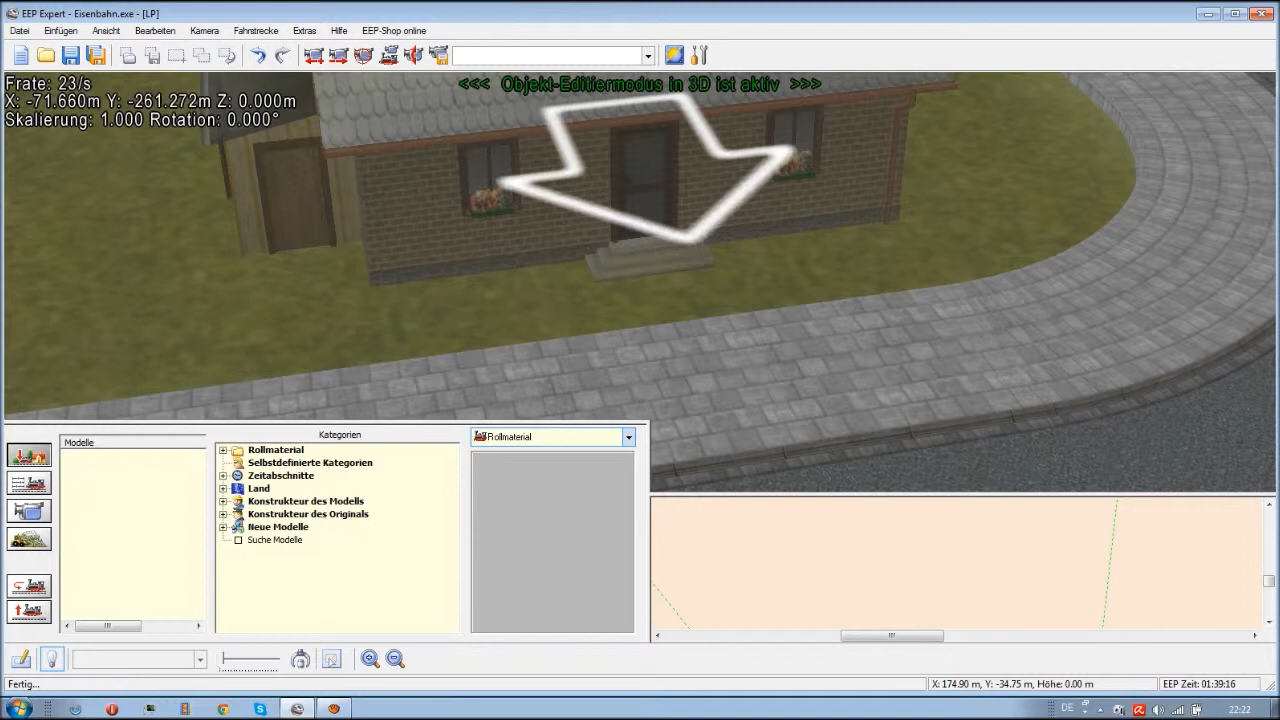 EEP Expert - Eisenbahn.exe - [LP]
Datei Einfügen Ansicht Bearbeiten Kamera Fahrstrecke Extras Hilfe EEP-Shop online
<<< Objekt-Editiermodus in 3D ist aktiv >>>
Frate: 23/s
X: -71.660m Y: -261.272m Z: 0.000m
Skalierung: 1.000 Rotation: 0.000°
Modelle
Kategorien
Rollmaterial
Rollmaterial
Selbstdefinierte Kategorien
Zeitabschnitte
Land
Konstrukteur des Modells
Konstrukteur des Originals
Neue Modelle
Suche Modelle
Fertig...
X: 174.90 m, Y: -34.75 m, Höhe: 0.00 m
EEP Zeit: 01:39:16
DE
22:22